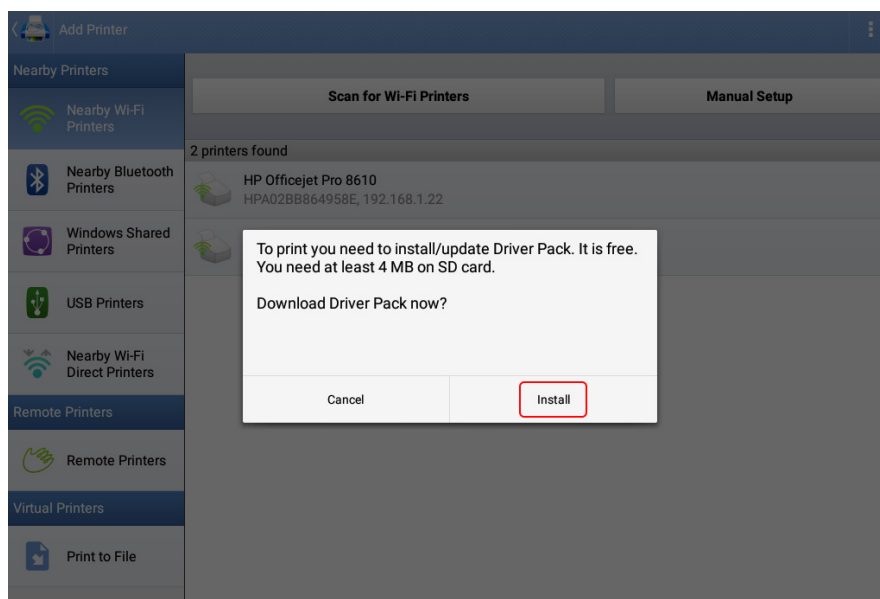 Add Printer
Nearby Printers
Nearby Wi-Fi
Printers
Nearby Bluetooth
Printers
Windows Shared
Printers
USB Printers
Nearby Wi-Fi
Direct Printers
Remote Printers
Remote Printers
Virtual Printers
Print to File
Scan for Wi-Fi Printers
Manual Setup
2 printers found
HP Officejet Pro 8610
HPA02BB864958E, 192.168.1.22
To print you need to install/update Driver Pack. It is free.
You need at least 4 MB on SD card.
Download Driver Pack now?
Cancel
Install